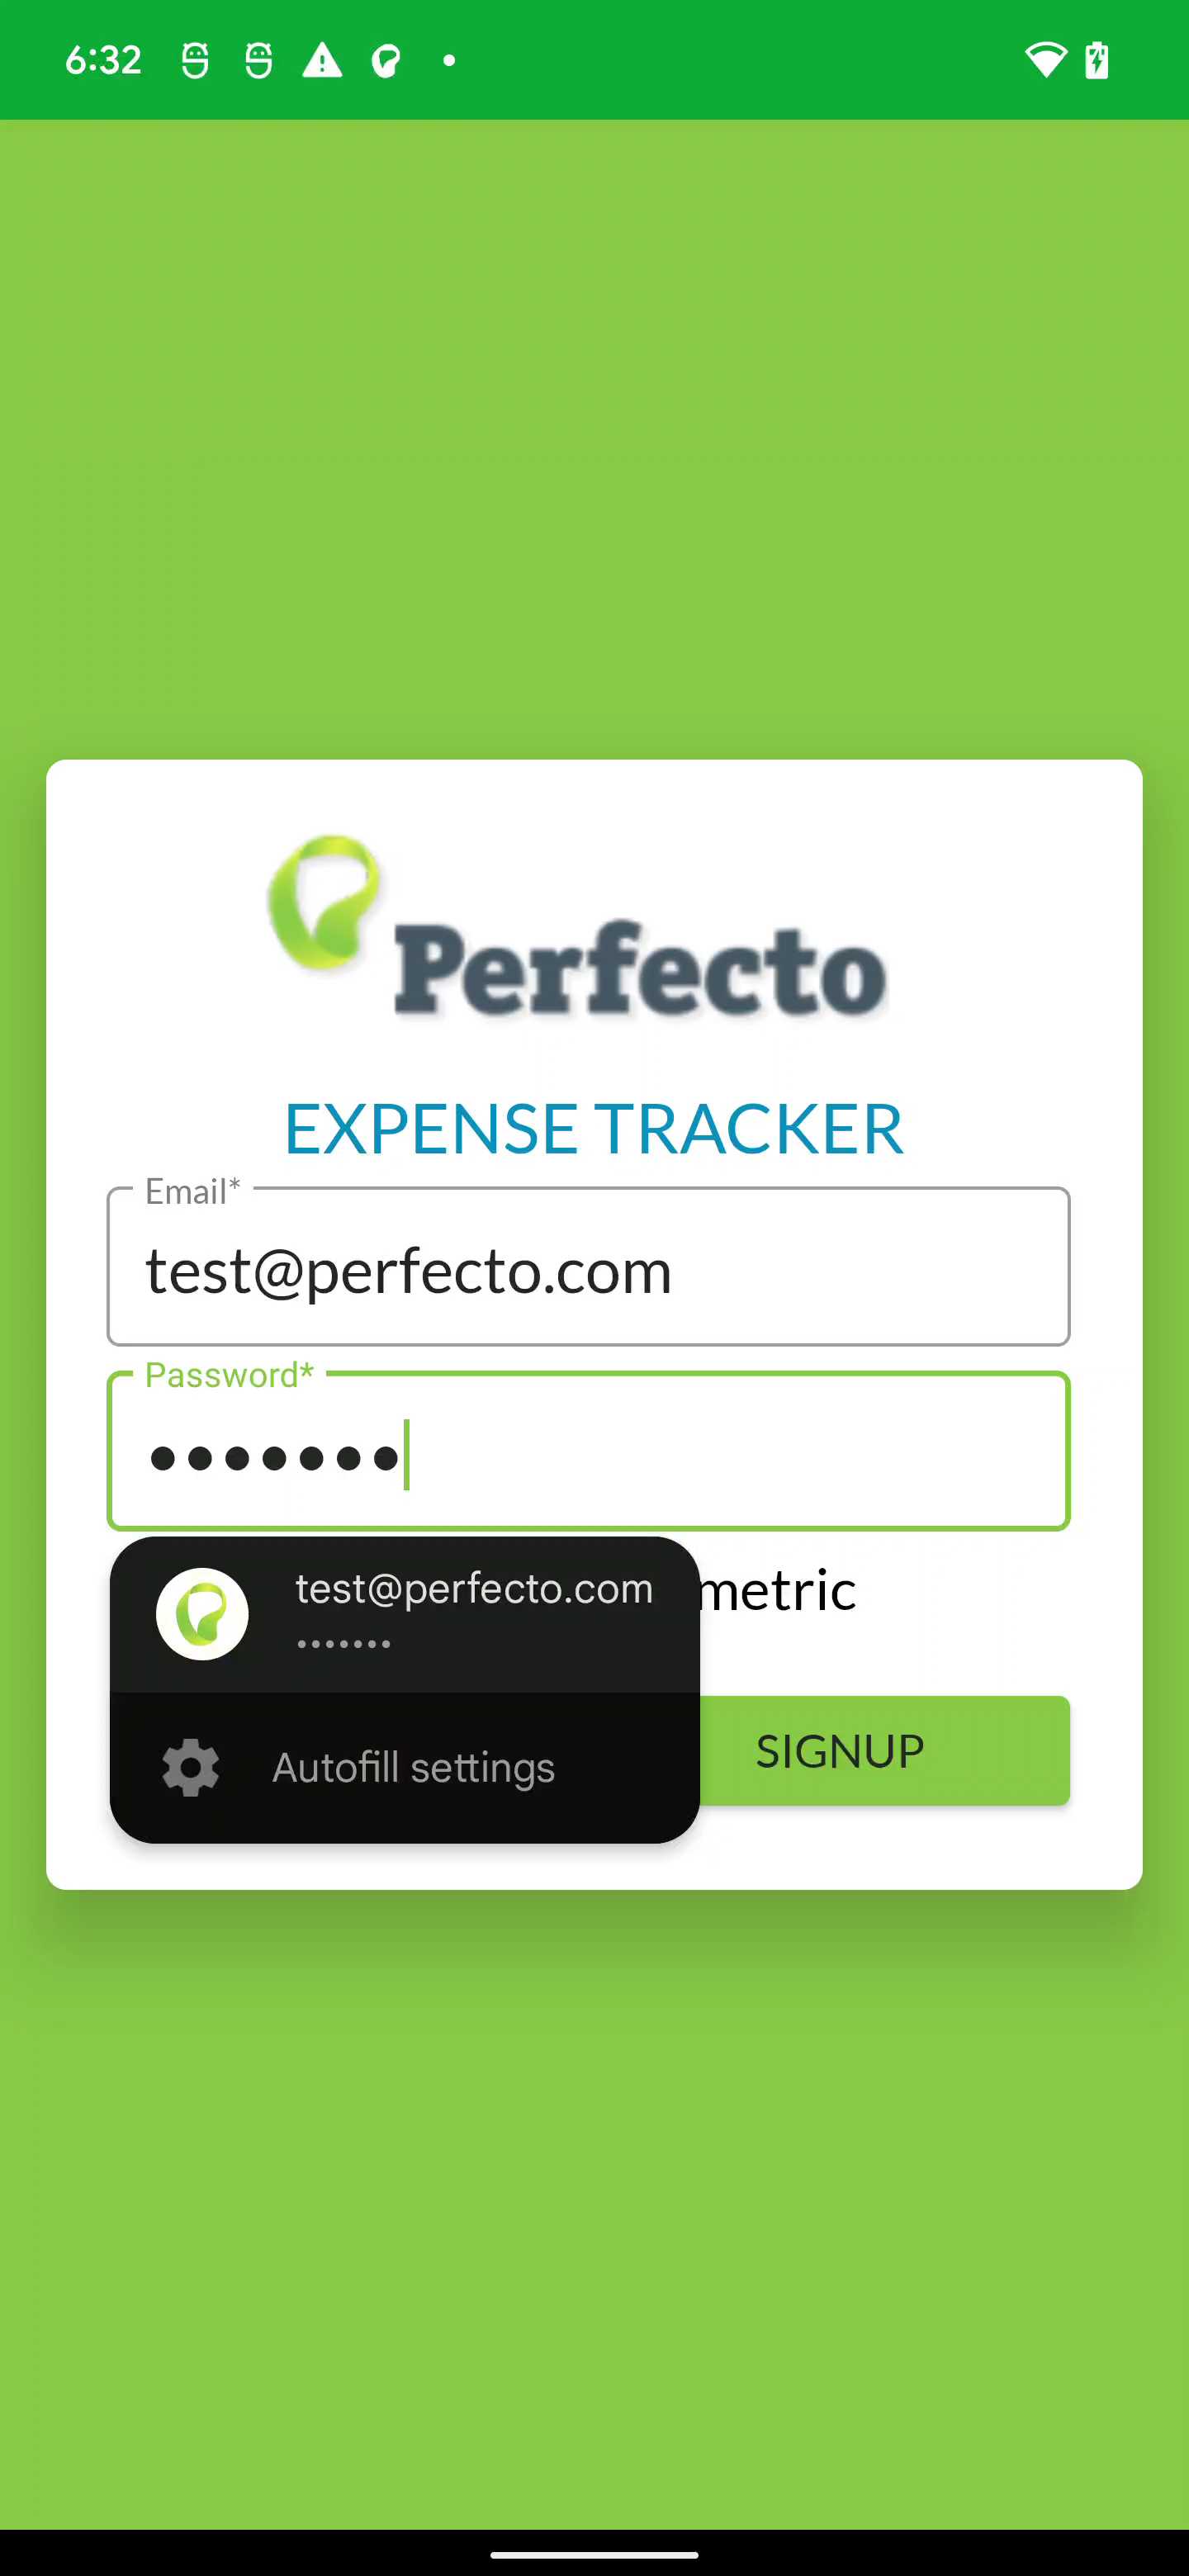 6:32
Perfecto
EXPENSE TRACKER
Email*
test@perfecto.com
Password*
•••••••
test@perfecto.com
•••••••
metric
Autofill settings
SIGNUP